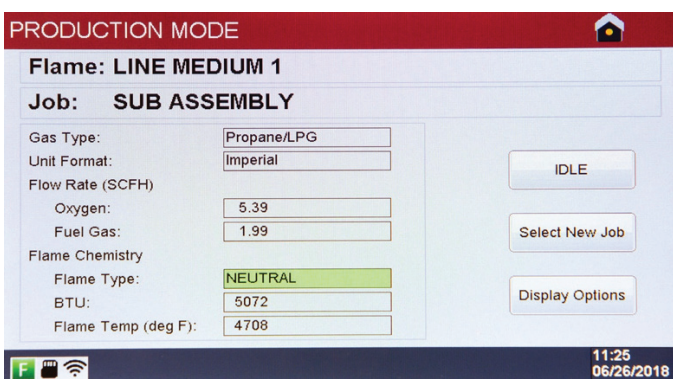 PRODUCTION MODE
Flame: LINE MEDIUM 1
Job: SUB ASSEMBLY
Gas Type: Propane/LPG
Unit Format: Imperial
Flow Rate (SCFH)
Oxygen: 5.39
Fuel Gas: 1.99
Flame Chemistry
Flame Type: NEUTRAL
BTU: 5072
Flame Temp (deg F): 4708
IDLE
Select New Job
Display Options
F
11:25
06/26/2018